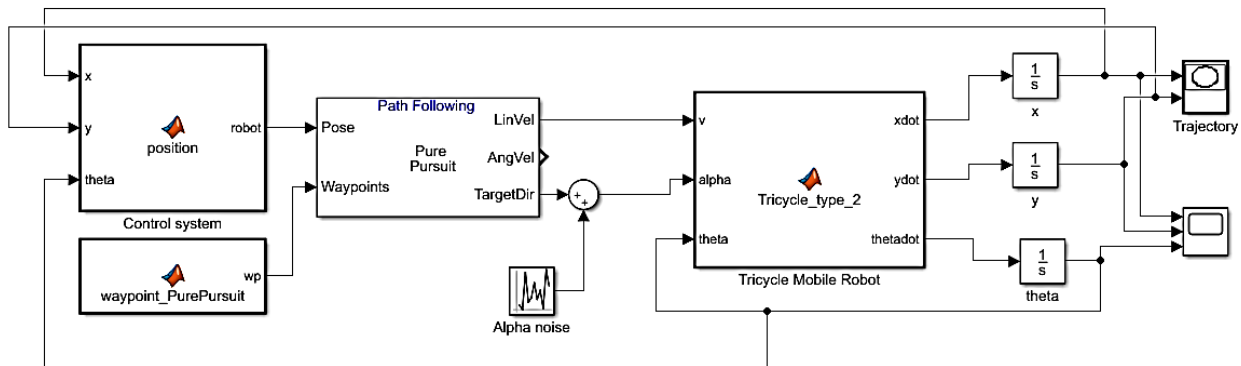 x
y
theta
position
robot
Control system
waypoint_PurePursuit
wp
Path Following
Pose
Waypoints
Pure
Pursuit
LinVel
AngVel
TargetDir
+
+
Alpha noise
v
alpha
theta
Tricycle_type_2
xdot
ydot
thetadot
Tricycle Mobile Robot
1
s
x
1
s
y
1
s
theta
Trajectory